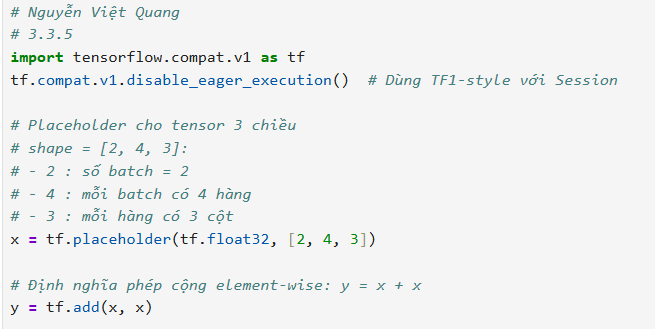 # Nguyễn Việt Quang
# 3.3.5
import tensorflow.compat.v1 as tf
tf.compat.v1.disable_eager_execution()  # Dùng TF1-style với Session
# Placeholder cho tensor 3 chiều
# shape = [2, 4, 3]:
# - 2 : số batch = 2
# - 4 : mỗi batch có 4 hàng
# - 3 : mỗi hàng có 3 cột
x = tf.placeholder(tf.float32, [2, 4, 3])
# Định nghĩa phép cộng element-wise: y = x + x
y = tf.add(x, x)